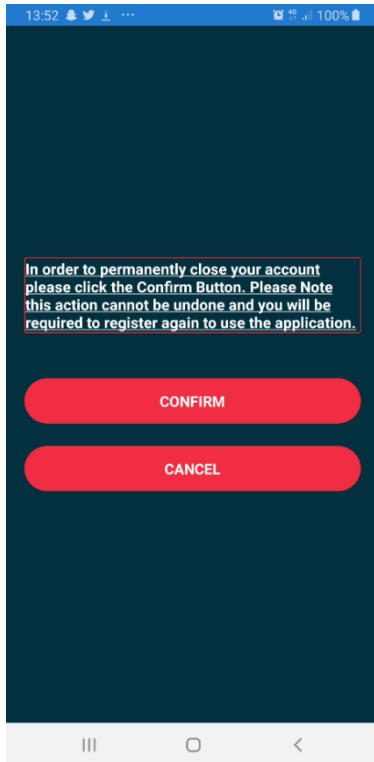 13:52 ... 4G 100%
In order to permanently close your account
please click the Confirm Button. Please Note
this action cannot be undone and you will be
required to register again to use the application.
CONFIRM
CANCEL